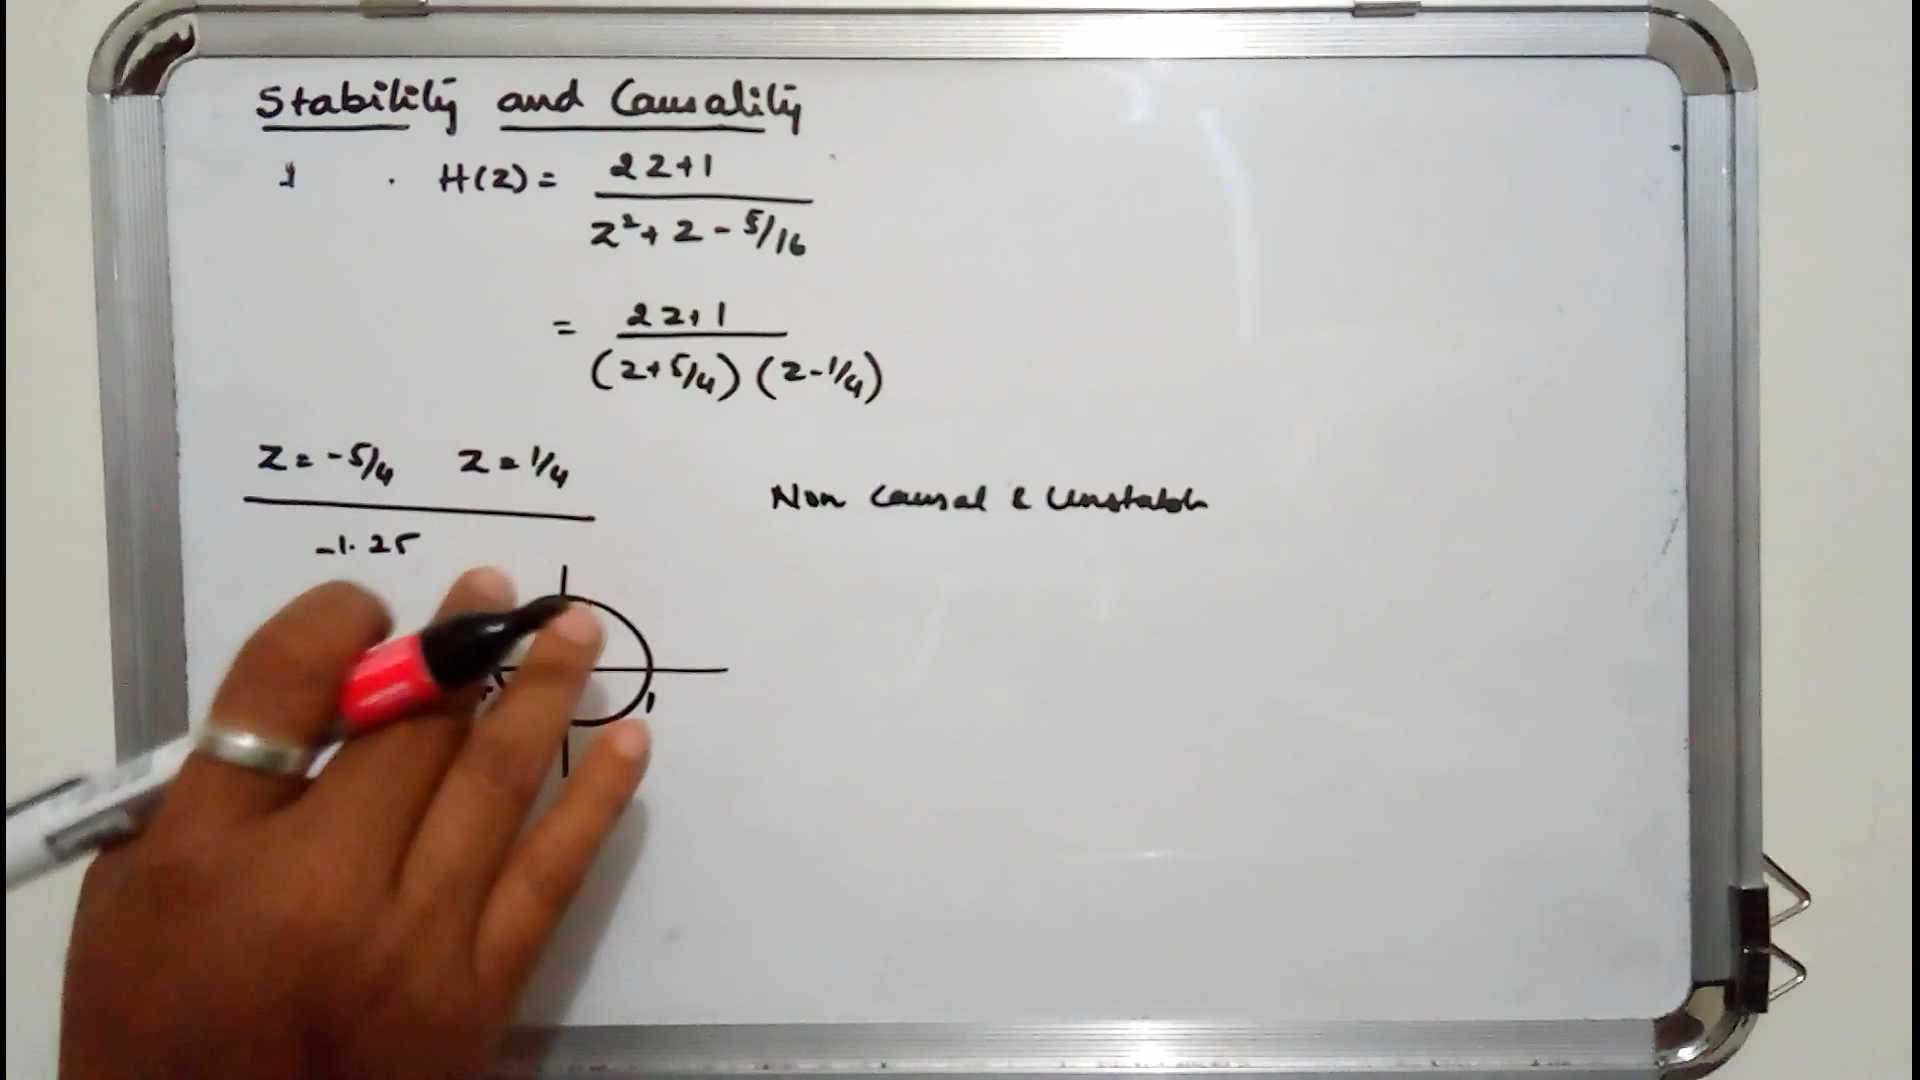 Stability and Causality
1. H(z) = 2z+1 / z²+z-5/16
= 2z+1 / (z+5/4) (z-1/4)
z = -5/4 z = 1/4
Non Causal & Unstable
-1.25
1